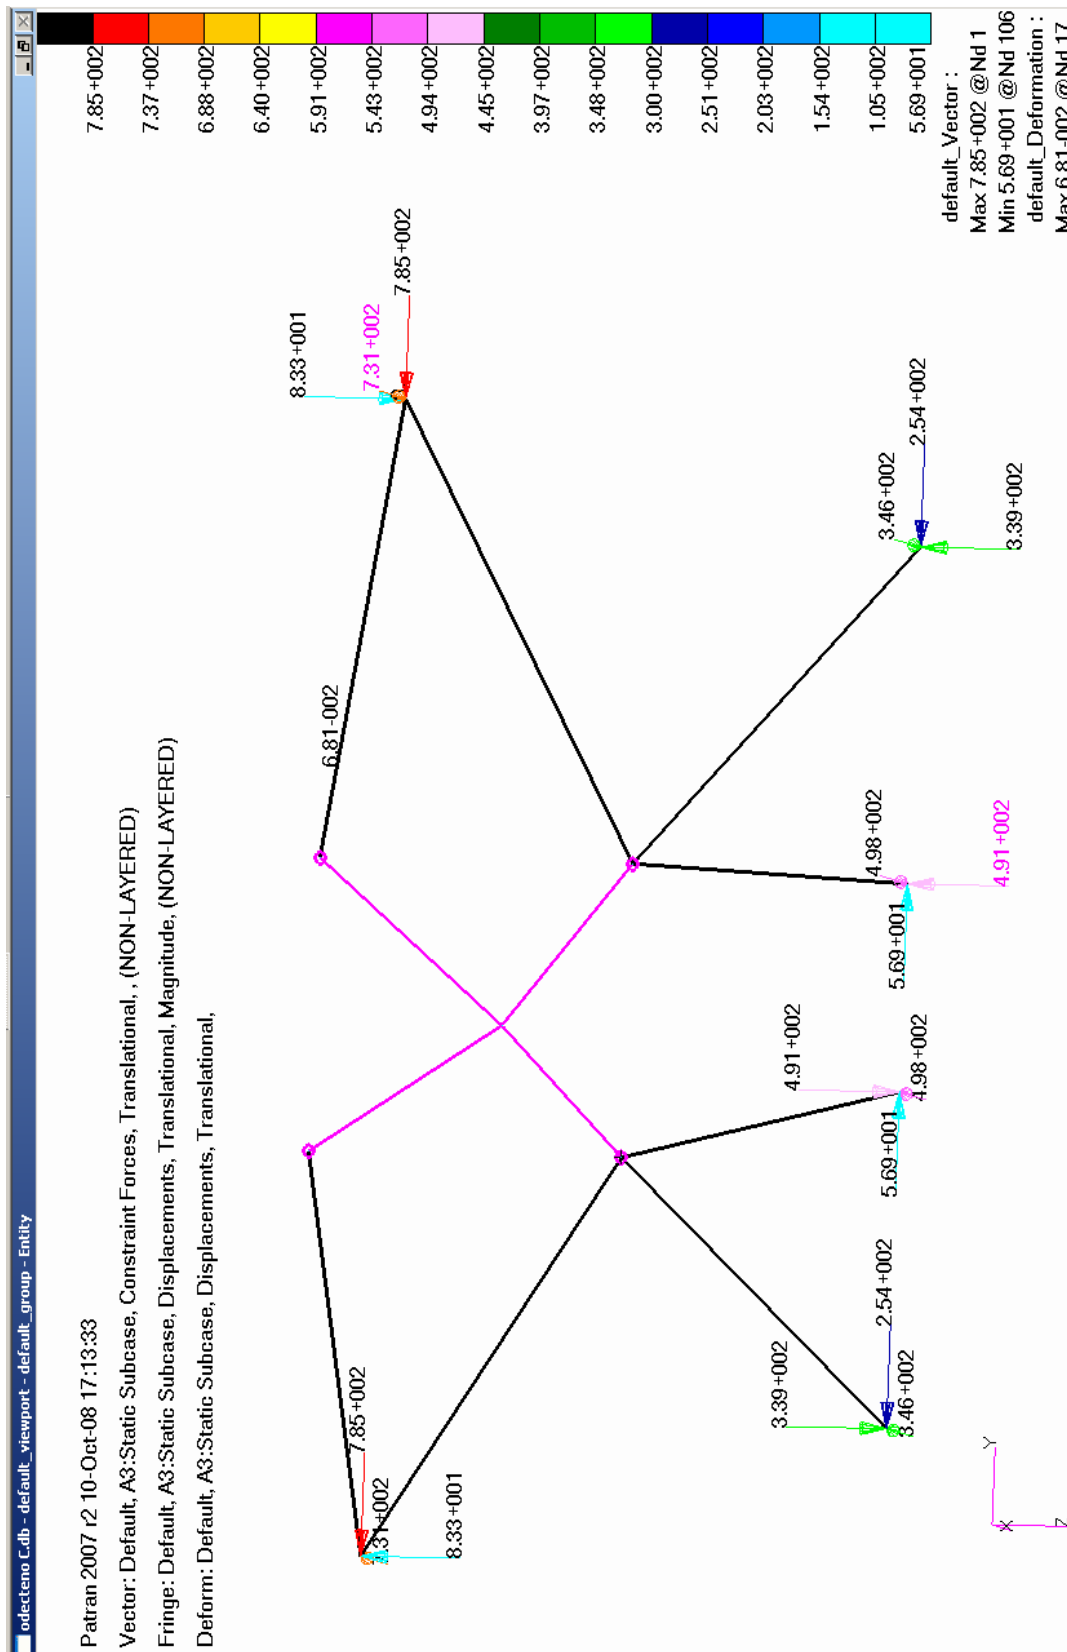 odecteno C.db - default_viewport - default_group - Entity
Patran 2007 r2 10-Oct-08 17:13:33
Vector: Default, A3:Static Subcase, Constraint Forces, Translational, , (NON-LAYERED)
Fringe: Default, A3:Static Subcase, Displacements, Translational, Magnitude, (NON-LAYERED)
Deform: Default, A3:Static Subcase, Displacements, Translational,
7.85+002
7.37+002
6.88+002
6.40+002
5.91+002
5.43+002
4.94+002
4.45+002
3.97+002
3.48+002
3.00+002
2.51+002
2.03+002
1.54+002
1.05+002
5.69+001
default_Vector :
Max 7.85+002 @Nd 1
Min 5.69+001 @Nd 106
default_Deformation :
Max 6.81-002 @Nd 17
8.33+001
7.31+002
7.85+002
6.81-002
7.85+002
8.33+001
3.46+002
2.54+002
3.39+002
4.98+002
5.69+001
4.91+002
4.91+002
5.69+001
4.98+002
3.39+002
2.54+002
3.46+002
Y
X
Z